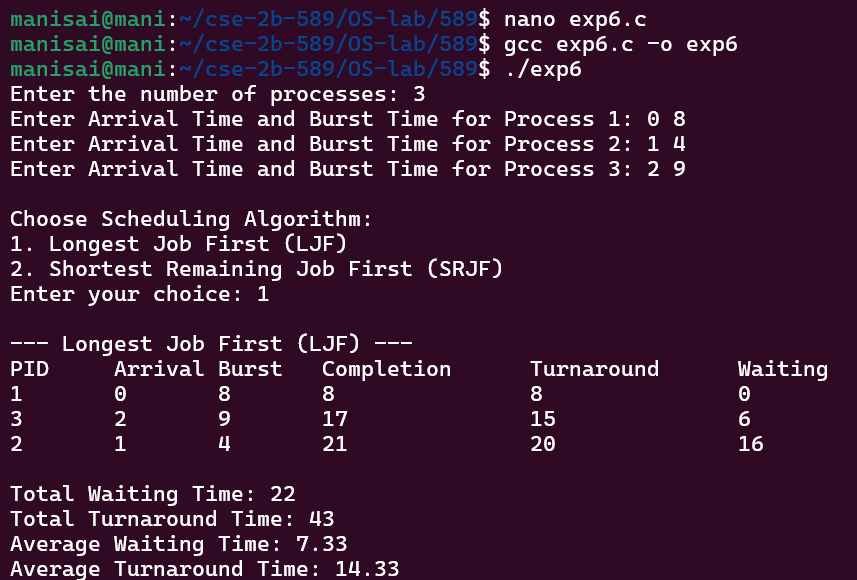 manisai@mani:~/cse-2b-589/OS-lab/589$ nano exp6.c
manisai@mani:~/cse-2b-589/OS-lab/589$ gcc exp6.c -o exp6
manisai@mani:~/cse-2b-589/OS-lab/589$ ./exp6
Enter the number of processes: 3
Enter Arrival Time and Burst Time for Process 1: 0 8
Enter Arrival Time and Burst Time for Process 2: 1 4
Enter Arrival Time and Burst Time for Process 3: 2 9

Choose Scheduling Algorithm:
1. Longest Job First (LJF)
2. Shortest Remaining Job First (SRJF)
Enter your choice: 1

--- Longest Job First (LJF) ---
PID     Arrival Burst   Completion      Turnaround      Waiting
1       0       8       8               8               0
3       2       9       17              15              6
2       1       4       21              20              16

Total Waiting Time: 22
Total Turnaround Time: 43
Average Waiting Time: 7.33
Average Turnaround Time: 14.33